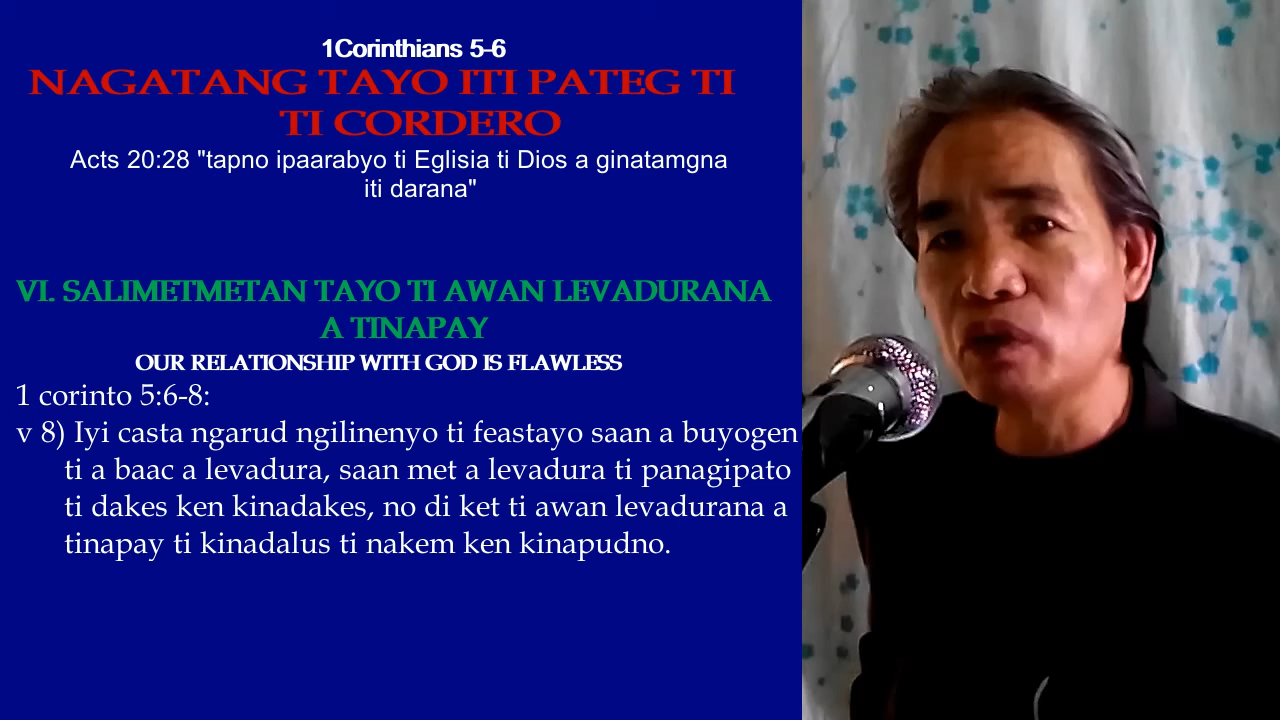 1Corinthians 5-6
NAGATANG TAYO ITI PATEG TI
TI CORDERO
Acts 20:28 "tapno ipaarabyo ti Eglisia ti Dios a ginatamgna
iti darana"
VI. SALIMETMETAN TAYO TI AWAN LEVADURANA
A TINAPAY
OUR RELATIONSHIP WITH GOD IS FLAWLESS
1 corinto 5:6-8:
v 8) Iyi casta ngarud ngilinenyo ti feastayo saan a buyogen
ti a baac a levadura, saan met a levadura ti panagipato
ti dakes ken kinadakes, no di ket ti awan levadurana a
tinapay ti kinadalus ti nakem ken kinapudno.